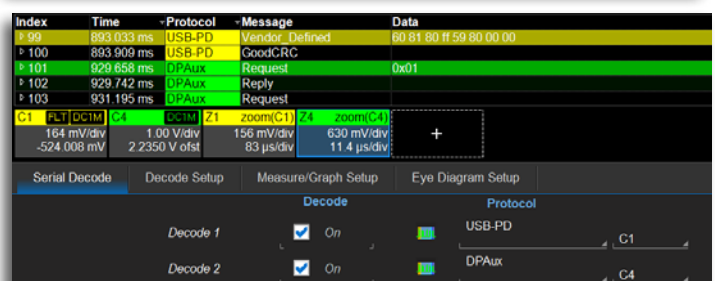 Index Time Protocol Message Data
99 893.033 ms USB-PD Vendor_Defined 60 81 80 ff 59 80 00 00
100 893.909 ms USB-PD GoodCRC
101 929.658 ms DPAux Request 0x01
102 929.742 ms DPAux Reply
103 931.195 ms DPAux Request
C1 FLT DC1M C4 DC1M Z1 zoom(C1) Z4 zoom(C4)
164 mV/div 1.00 V/div 156 mV/div 630 mV/div +
-524.008 mV 2.2350 V ofst 83 µs/div 11.4 µs/div
Serial Decode Decode Setup Measure/Graph Setup Eye Diagram Setup
Decode Protocol
Decode 1 On USB-PD C1
Decode 2 On DPAux C4